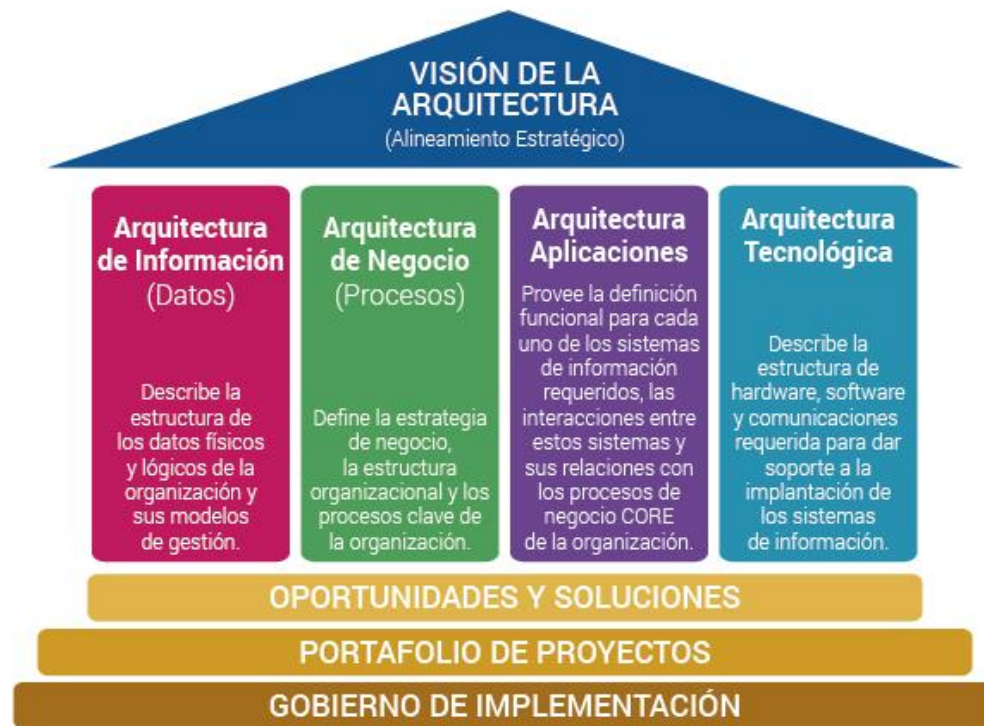 VISIÓN DE LA
ARQUITECTURA
(Alineamiento Estratégico)
Arquitectura
de Información
(Datos)
Describe la
estructura de
los datos físicos
y lógicos de la
organización y
sus modelos
de gestión.
Arquitectura
de Negocio
(Procesos)
Define la estrategia
de negocio,
la estructura
organizacional y los
procesos clave de
la organización.
Arquitectura
Aplicaciones
Provee la definición
funcional para cada
uno de los sistemas
de información
requeridos, las
interacciones entre
estos sistemas y
sus relaciones con
los procesos de
negocio CORE
de la organización.
Arquitectura
Tecnológica
Describe la
estructura de
hardware, software
y comunicaciones
requerida para dar
soporte a la
implantación de
los sistemas
de información.
OPORTUNIDADES Y SOLUCIONES
PORTAFOLIO DE PROYECTOS
GOBIERNO DE IMPLEMENTACIÓN